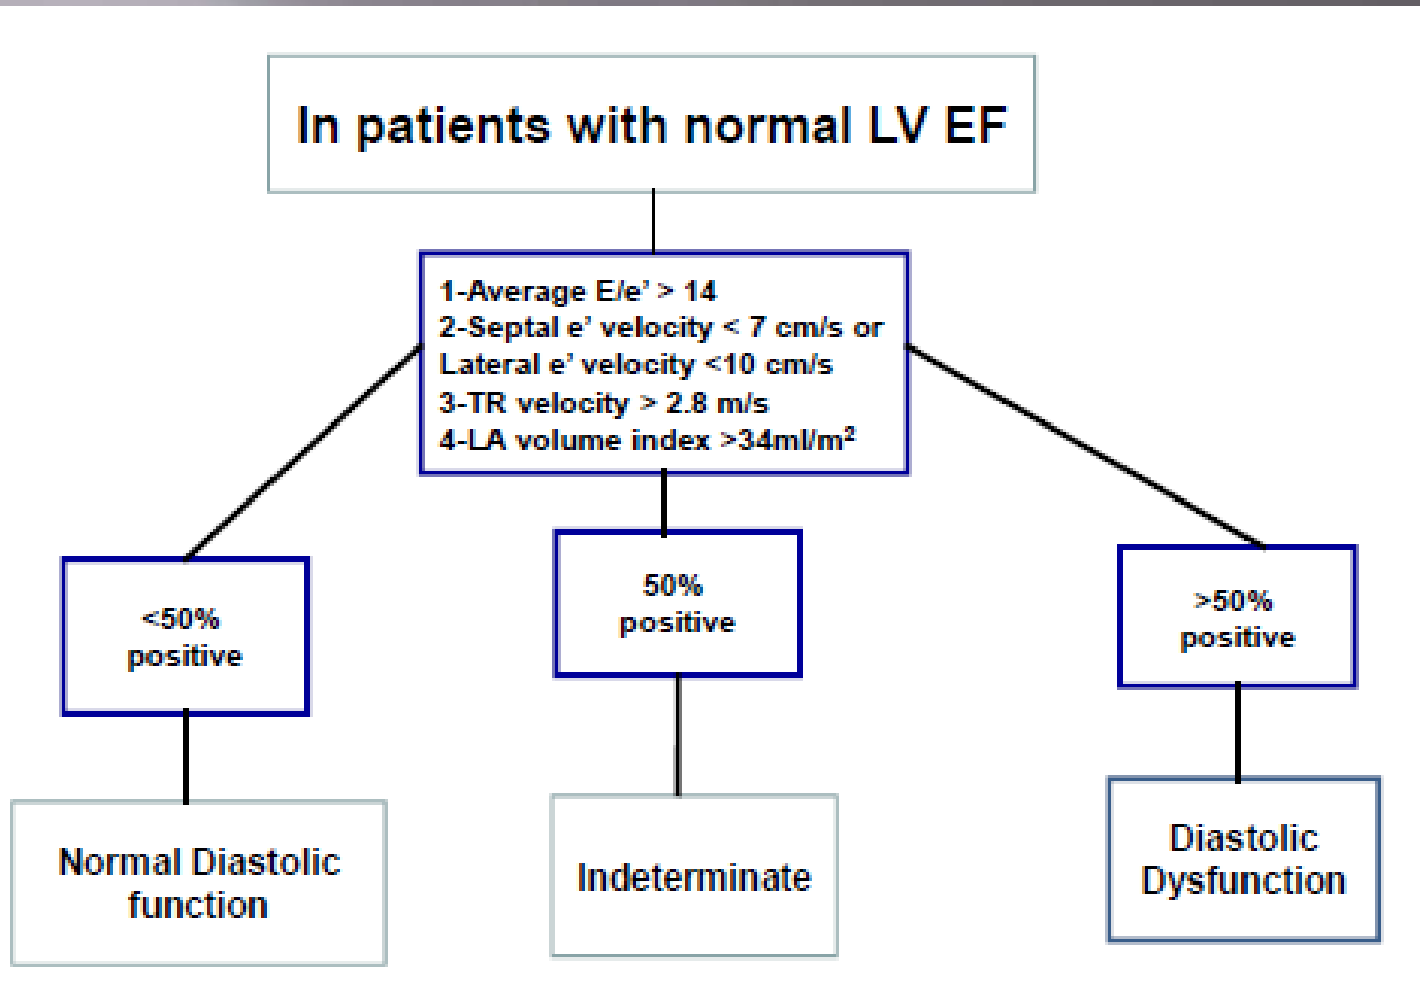 In patients with normal LV EF
1-Average E/e’ > 14
2-Septal e’ velocity < 7 cm/s or
Lateral e’ velocity <10 cm/s
3-TR velocity > 2.8 m/s
4-LA volume index >34ml/m²
<50%
positive
50%
positive
>50%
positive
Normal Diastolic
function
Indeterminate
Diastolic
Dysfunction